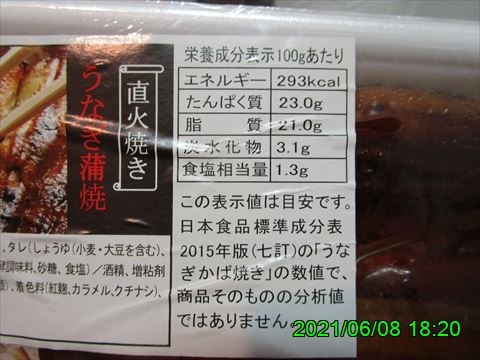 直火焼き
うなぎ蒲焼
栄養成分表示100gあたり
エネルギー 293kcal
たんぱく質 23.0g
脂質 21.0g
炭水化物 3.1g
食塩相当量 1.3g
この表示値は目安です。
日本食品標準成分表
2015年版(七訂)の「うな
ぎかば焼き」の数値で、
商品そのものの分析値
ではありません。
、タレ(しょうゆ(小麦・大豆を含む)、
調味料、砂糖、食塩)/酒精、増粘剤
、着色料(紅麹、カラメル、クチナシ)、
2021/06/08 18:20